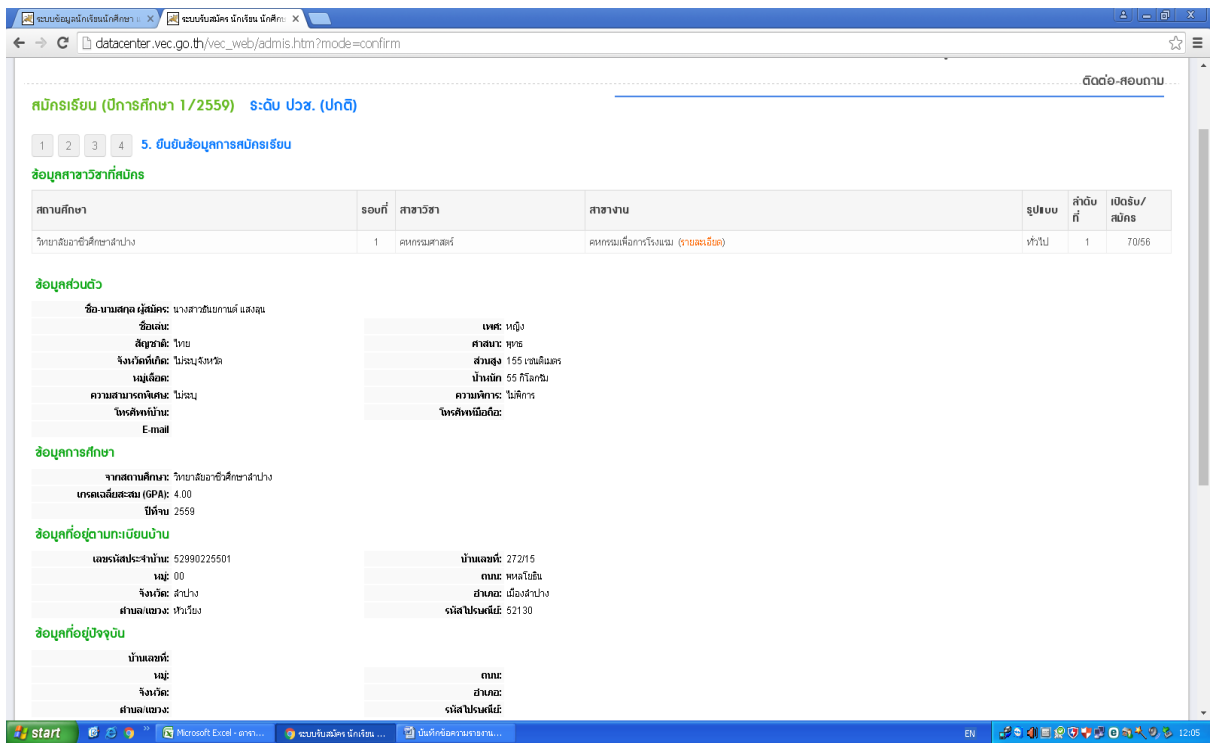 ระบบข้อมูลนักเรียนนักศึกษา
ระบบรับสมัคร นักเรียน นักศึกษ
datacenter.vec.go.th/vec_web/admis.htm?mode=confirm
ติดต่อ-สอบถาม
สมัครเรียน (ปีการศึกษา 1/2559) ระดับ ปวช. (ปกติ)
1 2 3 4 5. ยืนยันข้อมูลการสมัครเรียน
ข้อมูลสาขาวิชาที่สมัคร
สถานศึกษา รอบที่ สาขาวิชา สาขางาน รูปแบบ ลำดับที่ เปิดรับ/สมัคร
วิทยาลัยอาชีวศึกษาลำปาง 1 คหกรรมศาสตร์ คหกรรมเพื่อการโรงแรม (รายละเอียด) ทั่วไป 1 70/56
ข้อมูลส่วนตัว
ชื่อ-นามสกุล ผู้สมัคร: นางสาวธันยกานต์ แสงลุน
ชื่อเล่น: เพศ: หญิง
สัญชาติ: ไทย ศาสนา: พุทธ
จังหวัดที่เกิด: ไม่ระบุจังหวัด ส่วนสูง 155 เซนติเมตร
หมู่เลือด: น้ำหนัก 55 กิโลกรัม
ความสามารถพิเศษ: ไม่ระบุ ความพิการ: ไม่พิการ
โทรศัพท์บ้าน: โทรศัพท์มือถือ:
E-mail
ข้อมูลการศึกษา
จากสถานศึกษา: วิทยาลัยอาชีวศึกษาลำปาง
เกรดเฉลี่ยสะสม (GPA): 4.00
ปีที่จบ 2559
ข้อมูลที่อยู่ตามทะเบียนบ้าน
เลขรหัสประจำบ้าน: 52990225501 บ้านเลขที่: 272/15
หมู่: 00 ถนน: พหลโยธิน
จังหวัด: ลำปาง อำเภอ: เมืองลำปาง
ตำบล/แขวง: หัวเวียง รหัสไปรษณีย์: 52130
ข้อมูลที่อยู่ปัจจุบัน
บ้านเลขที่:
หมู่: ถนน:
จังหวัด: อำเภอ:
ตำบล/แขวง: รหัสไปรษณีย์:
start Microsoft Excel - ตารา... ระบบรับสมัคร นักเรียน ... บันทึกข้อความรายงาน... EN 12:05